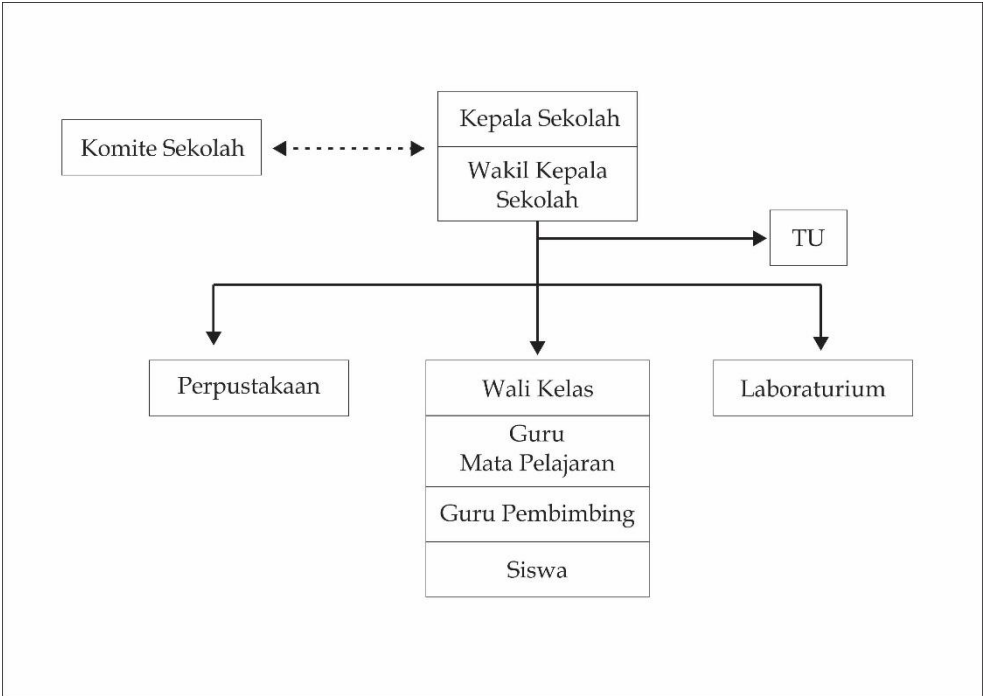 Kepala Sekolah
Komite Sekolah
Wakil Kepala
Sekolah
TU
Perpustakaan
Wali Kelas
Laboraturium
Guru
Mata Pelajaran
Guru Pembimbing
Siswa